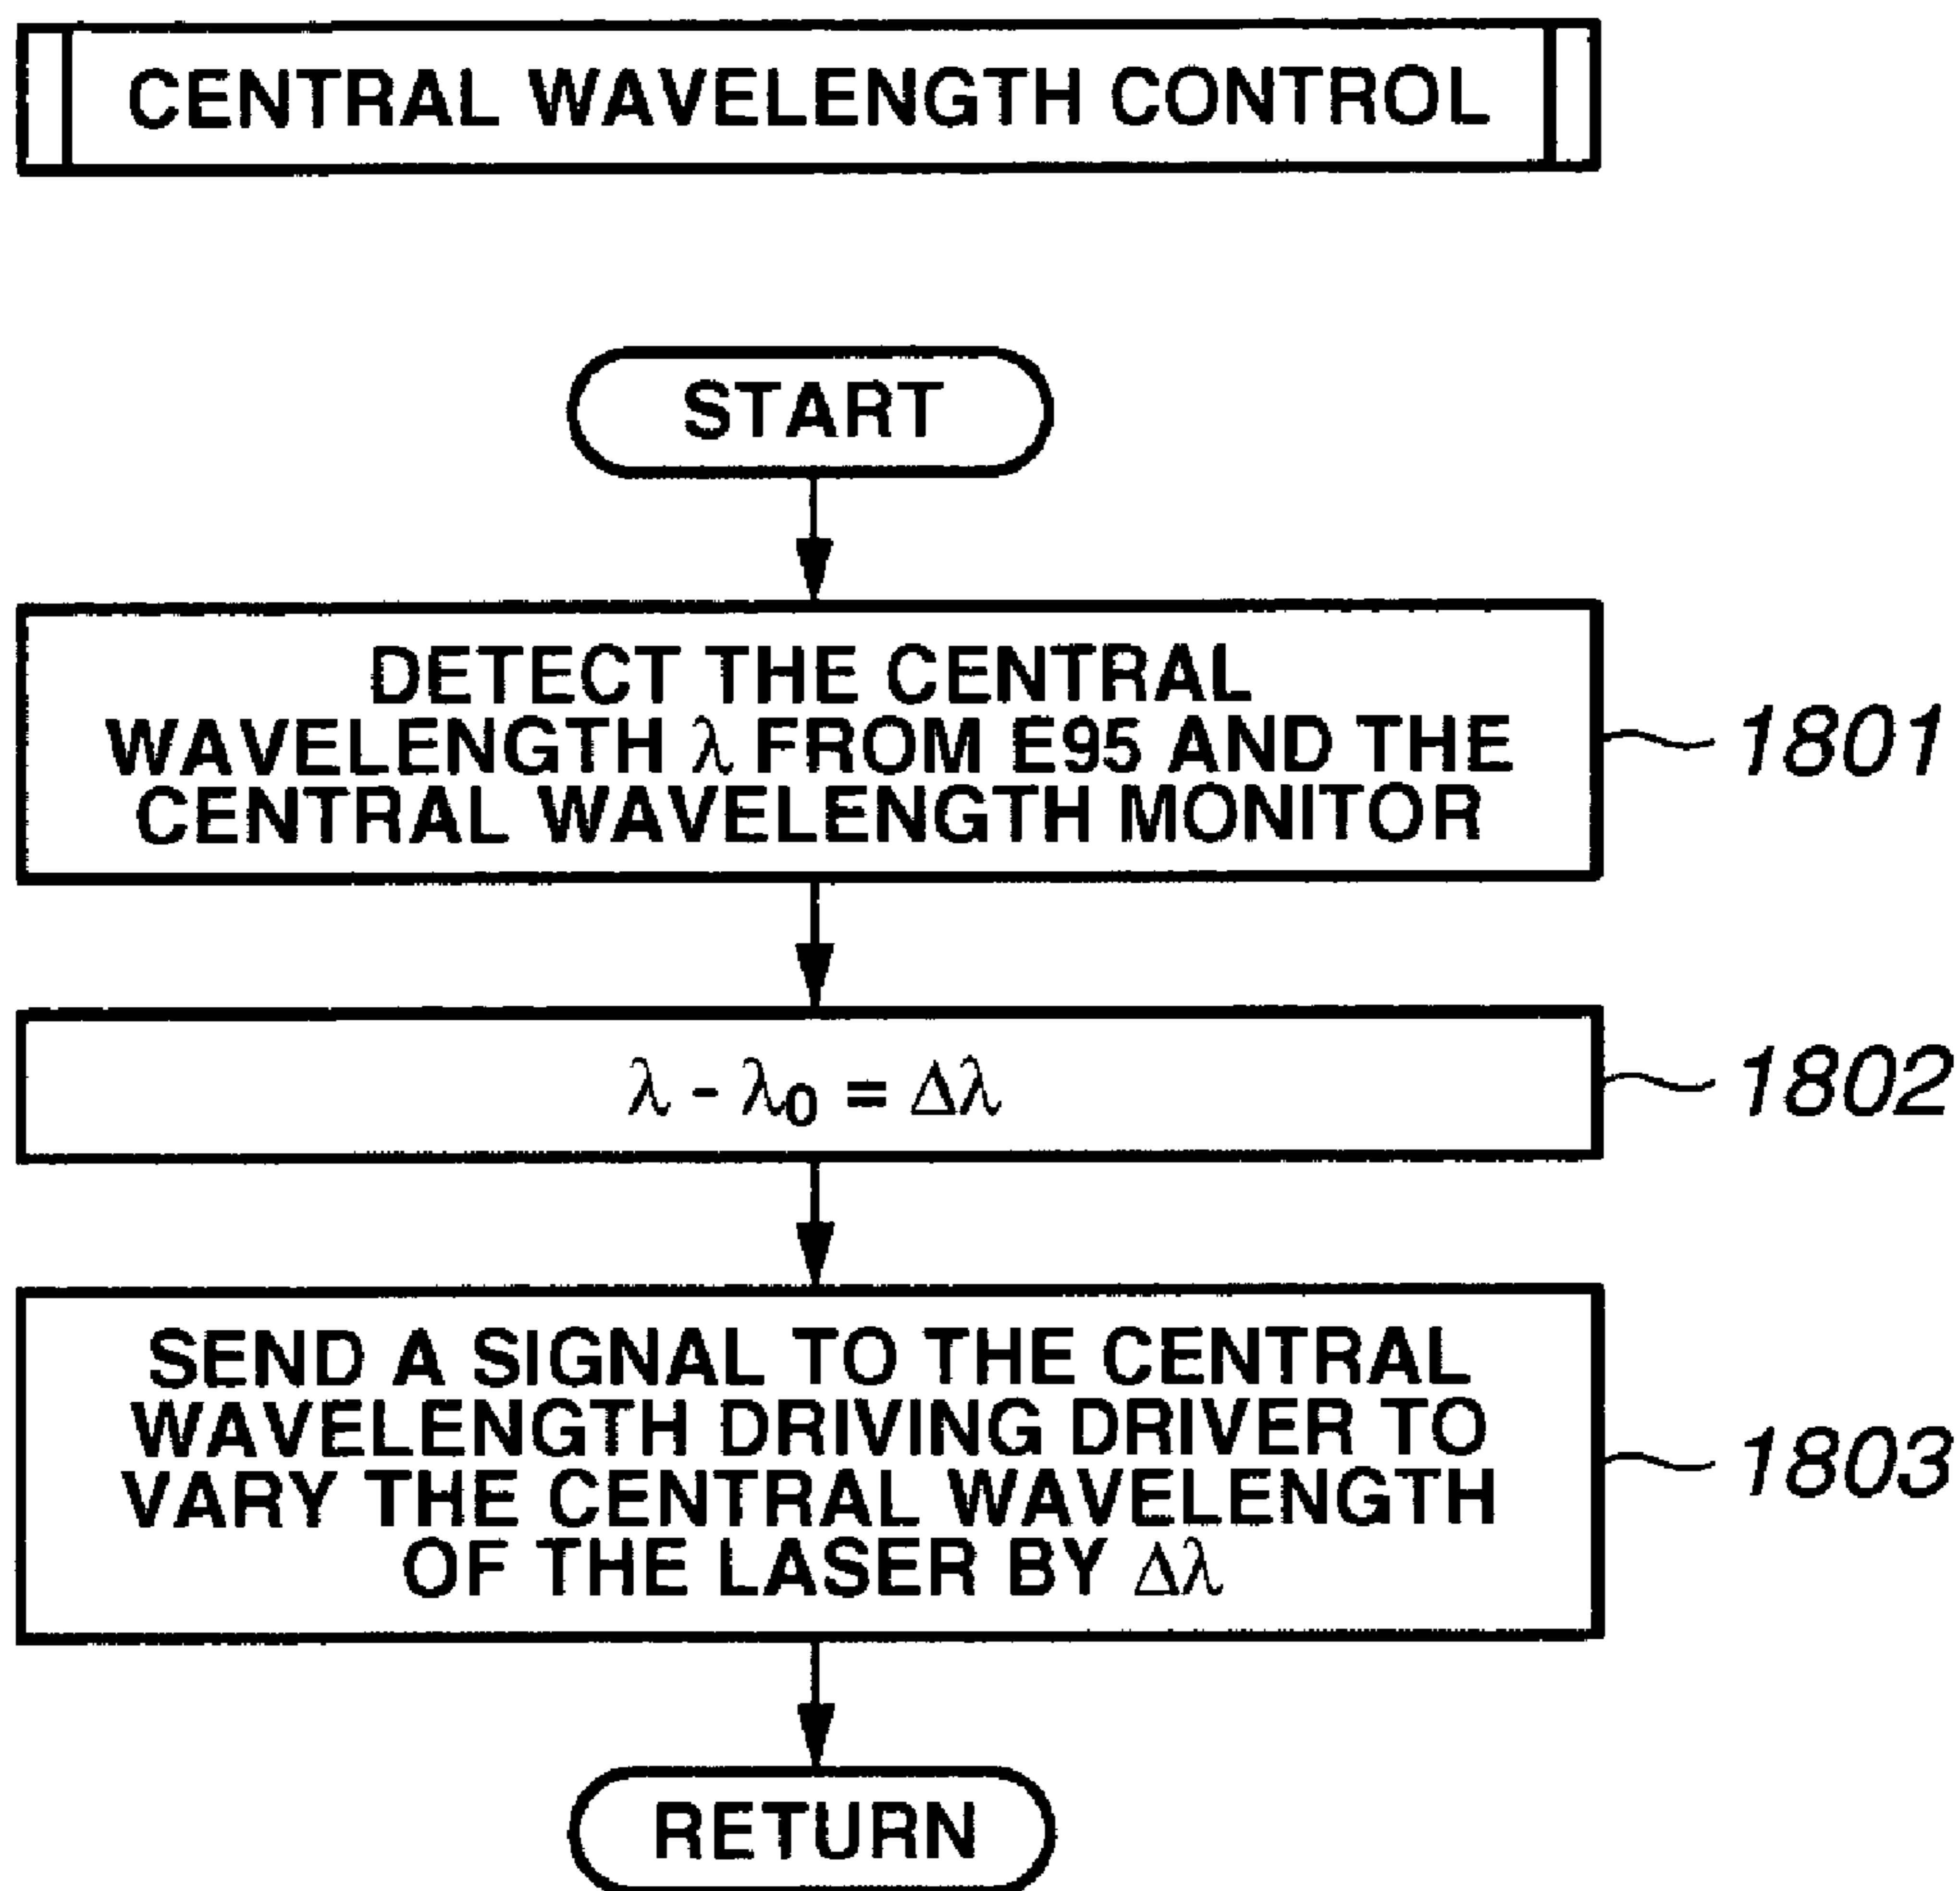 CENTRAL WAVELENGTH CONTROL
START
DETECT THE CENTRAL
WAVELENGTH λ FROM E95 AND THE
CENTRAL WAVELENGTH MONITOR
1801
λ - λ0 = Δλ
1802
SEND A SIGNAL TO THE CENTRAL
WAVELENGTH DRIVING DRIVER TO
VARY THE CENTRAL WAVELENGTH
OF THE LASER BY Δλ
1803
RETURN